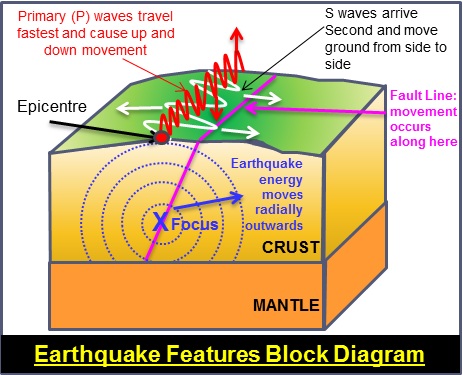 Primary (P) waves travel
fastest and cause up and
down movement
S waves arrive
Second and move
ground from side to
side
Epicentre
Fault Line:
movement
occurs
along here
Earthquake
energy
moves
radially
outwards
X Focus
CRUST
MANTLE
Earthquake Features Block Diagram